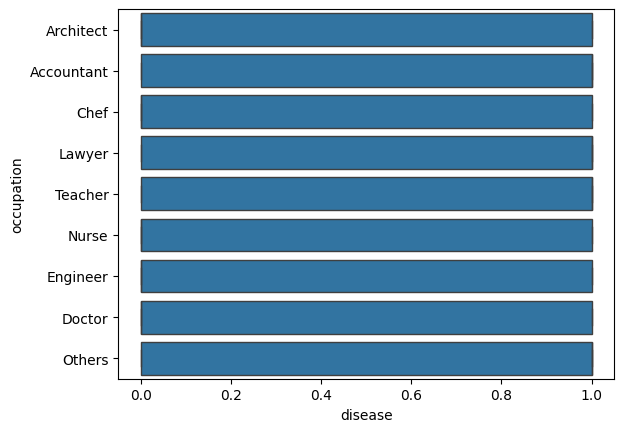 Architect
Accountant
Chef
Lawyer
Teacher
Nurse
Engineer
Doctor
Others
occupation
0.0 0.2 0.4 0.6 0.8 1.0
disease